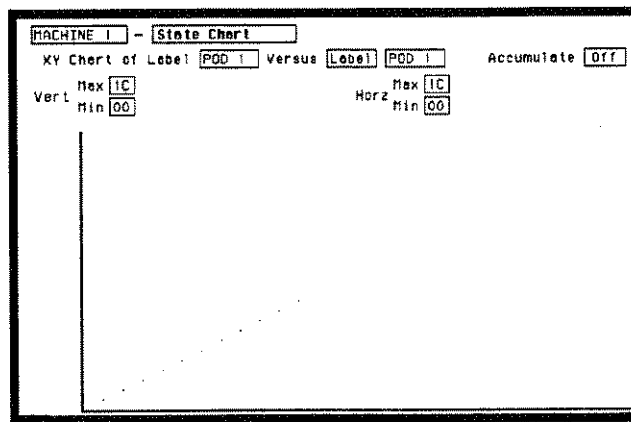 MACHINE 1 - State Chart
XY Chart of Label POD 1 Versus Label POD 1 Accumulate Off
Vert Max 1C Horz Max 1C
Min 00 Min 00